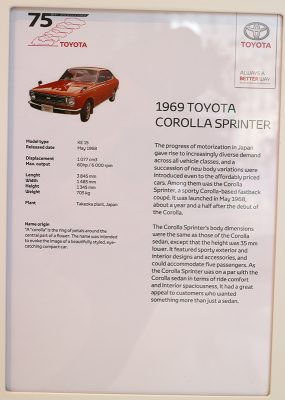 75
TOYOTA
TOYOTA
ALWAYS A
BETTER WAY
1969 TOYOTA
COROLLA SPRINTER
Model type KE 15
Released date May 1968
Displacement 1.077 cm3
Max. output 60hp / 6 000 rpm
Length 3 845 mm
Width 1 485 mm
Height 1 345 mm
Weight 705 kg
Plant Takaoka plant, Japan
Name origin
"A "corolla" is the ring of petals around the
central part of a flower. The name was intended
to evoke the image of a beautifully styled, eye-
catching compact car.
The progress of motorization in Japan
gave rise to increasingly diverse demand
across all vehicle classes, and a
succession of new body variations were
introduced even to the affordably priced
cars. Among them was the Corolla
Sprinter, a sporty Corolla-based fastback
coupé. It was launched in May 1968,
about a year and a half after the debut of
the Corolla.
The Corolla Sprinter's body dimensions
were the same as those of the Corolla
sedan, except that the height was 35 mm
lower. It featured sporty exterior and
interior designs and accessories, and
could accommodate five passengers. As
the Corolla Sprinter was on a par with the
Corolla sedan in terms of ride comfort
and interior spaciousness, it had a great
appeal to customers who wanted
something more than just a sedan.